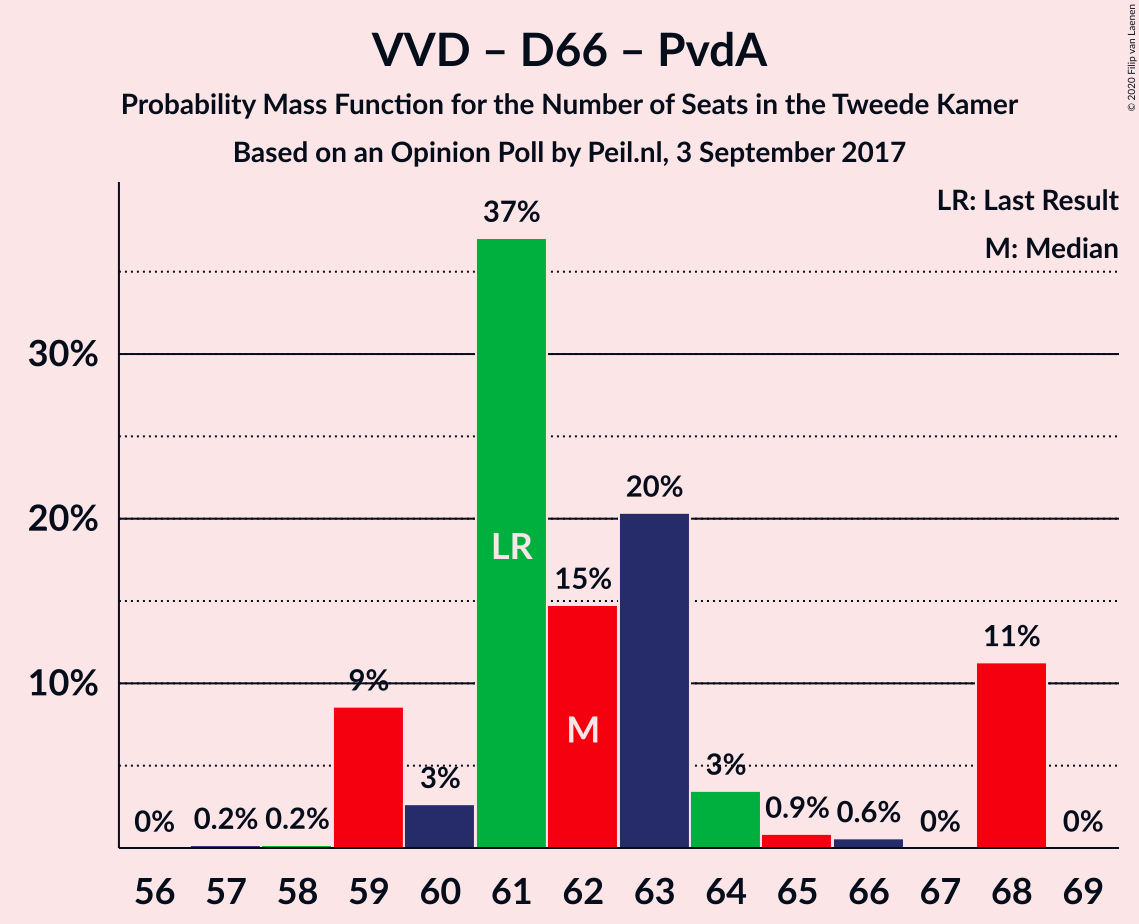 VVD – D66 – PvdA
Probability Mass Function for the Number of Seats in the Tweede Kamer
Based on an Opinion Poll by Peil.nl, 3 September 2017
© 2020 Filip van Laenen
LR: Last Result
M: Median
37%
30%
20%
LR
20%
15%
11%
10%
9%
M
3%
3%
0%
0.2%
0.2%
0.9%
0.6%
0%
0%
56 57 58 59 60 61 62 63 64 65 66 67 68 69